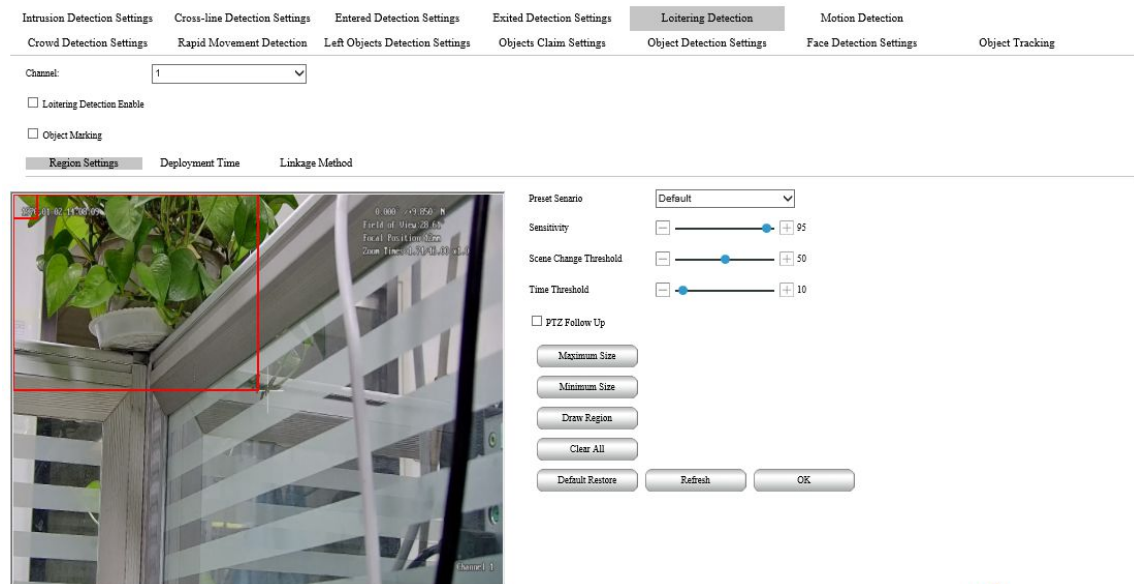 Intrusion Detection Settings Cross-line Detection Settings Entered Detection Settings Exited Detection Settings Loitering Detection Motion Detection
Crowd Detection Settings Rapid Movement Detection Left Objects Detection Settings Objects Claim Settings Object Detection Settings Face Detection Settings Object Tracking
Channel: 1
Loitering Detection Enable
Object Marking
Region Settings Deployment Time Linkage Method
Preset Senario Default
Sensitivity 95
Scene Change Threshold 50
Time Threshold 10
PTZ Follow Up
Maximum Size
Minimum Size
Draw Region
Clear All
Default Restore Refresh OK
Field of View
Focal Position
Zoom Times
Channel 1